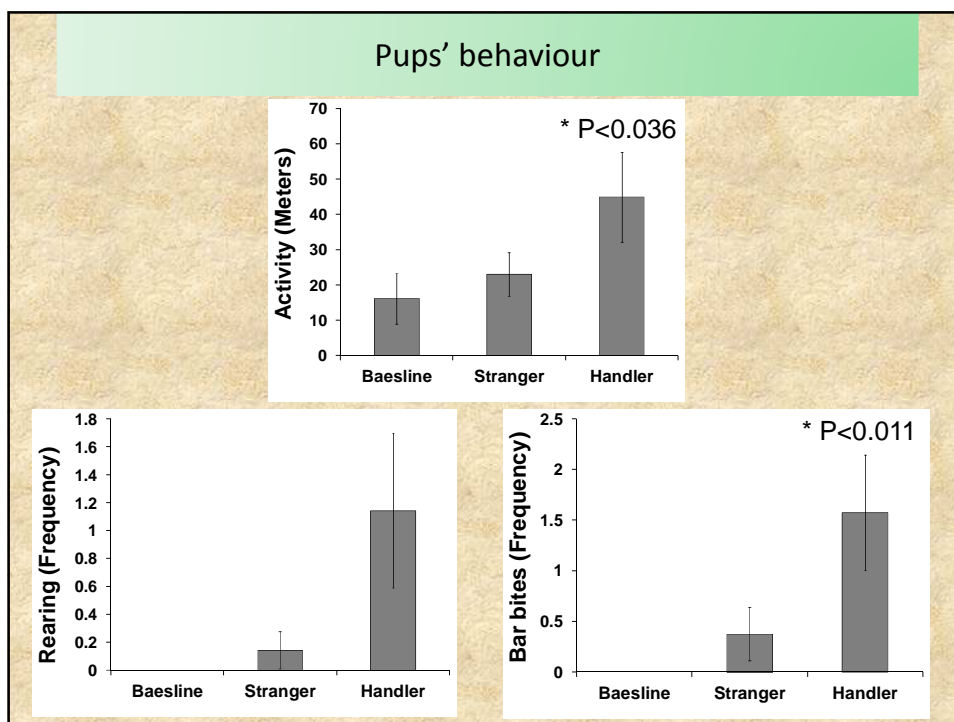 Pups’ behaviour
* P<0.036
Activity (Meters)
70
60
50
40
30
20
10
0
Baesline Stranger Handler
Rearing (Frequency)
1.8
1.6
1.4
1.2
1
0.8
0.6
0.4
0.2
0
Baesline Stranger Handler
* P<0.011
Bar bites (Frequency)
2.5
2
1.5
1
0.5
0
Baesline Stranger Handler